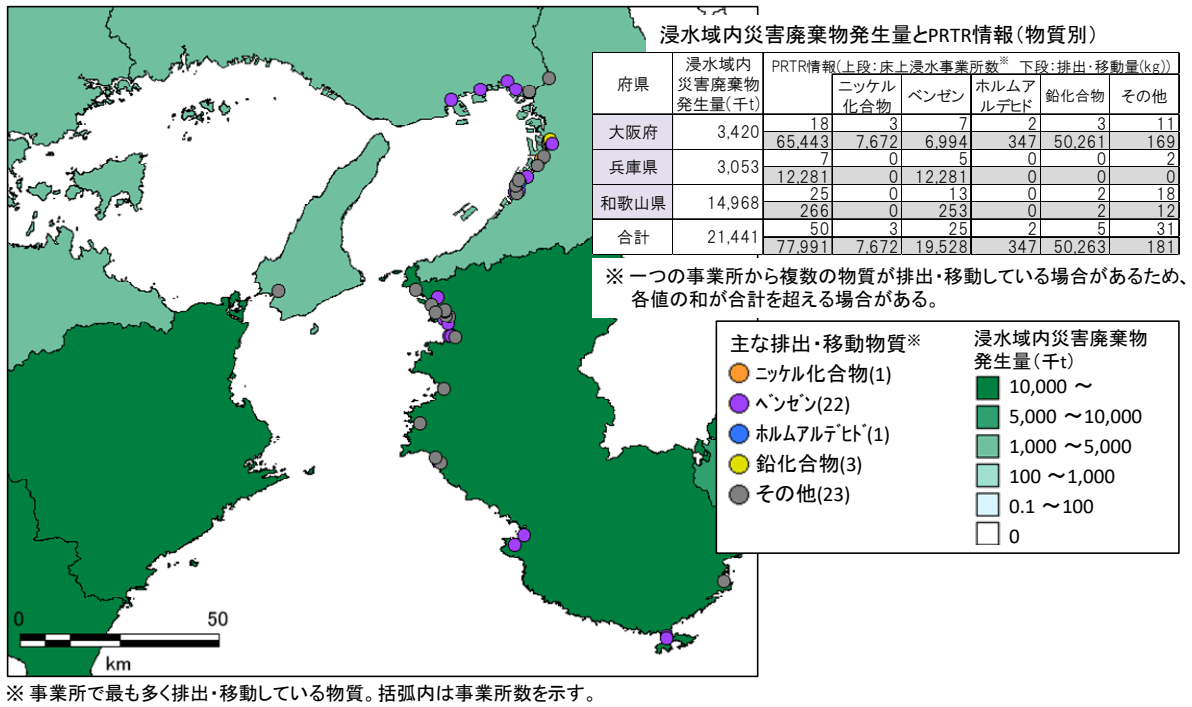 浸水域内災害廃棄物発生量とPRTR情報(物質別)
府県 浸水域内災害廃棄物発生量(千t) PRTR情報(上段:床上浸水事業所数※ 下段:排出・移動量(kg))
ニッケル化合物 ベンゼン ホルムアルデヒド 鉛化合物 その他
大阪府 3,420 18 3 7 2 3 11
65,443 7,672 6,994 347 50,261 169
兵庫県 3,053 7 0 5 0 0 2
12,281 0 12,281 0 0 0
和歌山県 14,968 25 0 13 0 2 18
266 0 253 0 2 12
合計 21,441 50 3 25 2 5 31
77,991 7,672 19,528 347 50,263 181
※ 一つの事業所から複数の物質が排出・移動している場合があるため、
各値の和が合計を超える場合がある。
主な排出・移動物質※
ニッケル化合物(1)
ベンゼン(22)
ホルムアルデヒド(1)
鉛化合物(3)
その他(23)
浸水域内災害廃棄物
発生量(千t)
10,000 ~
5,000 ~10,000
1,000 ~5,000
100 ~1,000
0.1 ~100
0
0 50
km
※ 事業所で最も多く排出・移動している物質。括弧内は事業所数を示す。